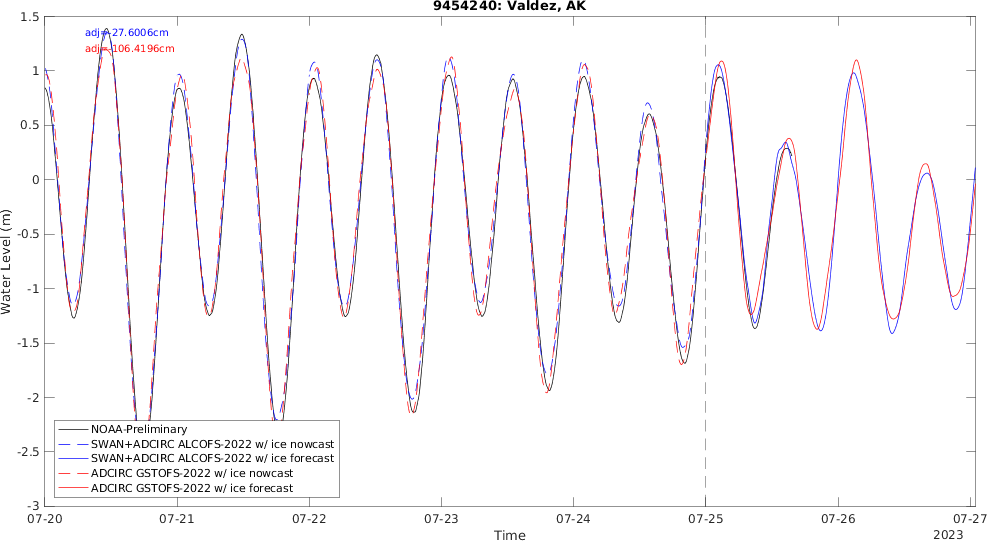 9454240: Valdez, AK
adj=-27.6006cm
adj=-106.4196cm
1.5
1
0.5
0
-0.5
-1
-1.5
-2
-2.5
-3
Water Level (m)
NOAA-Preliminary
SWAN+ADCIRC ALCOFS-2022 w/ ice nowcast
SWAN+ADCIRC ALCOFS-2022 w/ ice forecast
ADCIRC GSTOFS-2022 w/ ice nowcast
ADCIRC GSTOFS-2022 w/ ice forecast
07-20 07-21 07-22 07-23 07-24 07-25 07-26 07-27
Time
2023